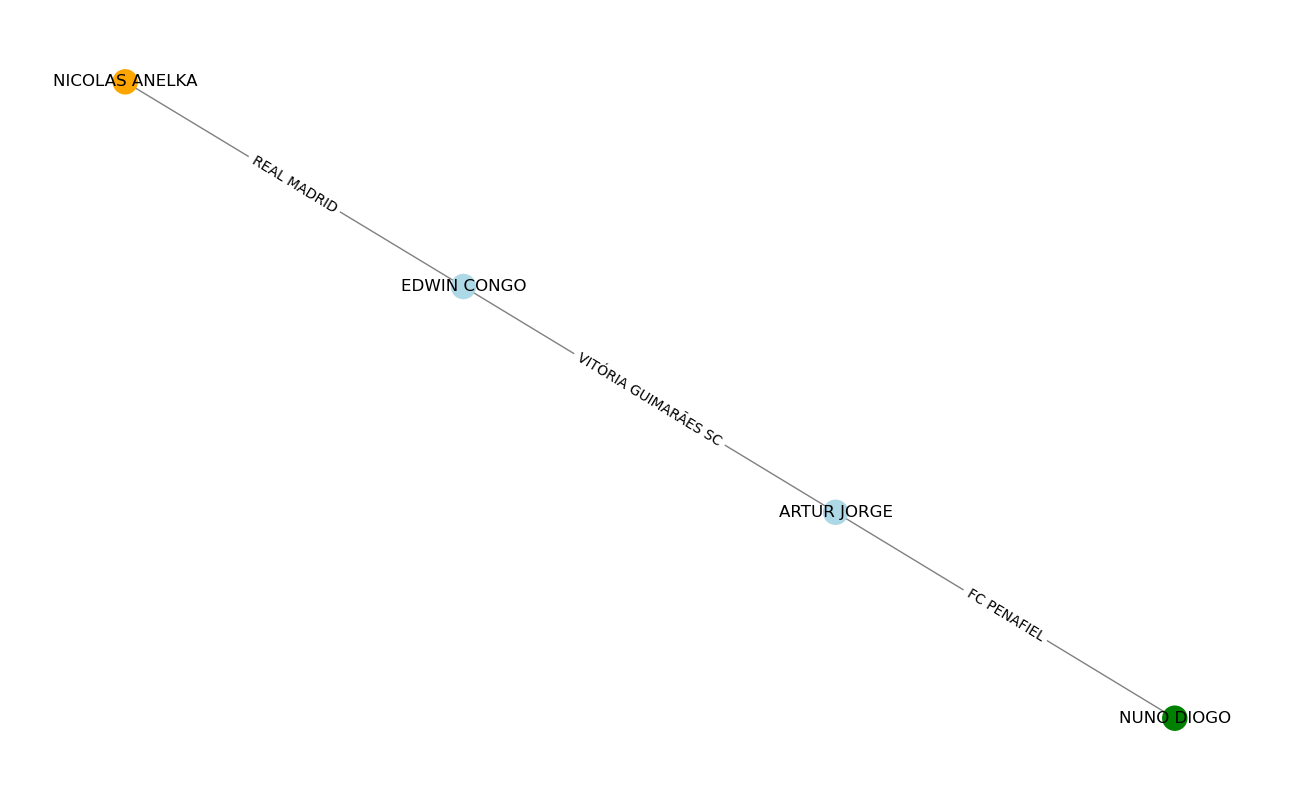 NICOLAS ANELKA
REAL MADRID
EDWIN CONGO
VITÓRIA GUIMARÃES SC
ARTUR JORGE
FC PENAFIEL
NUNO DIOGO